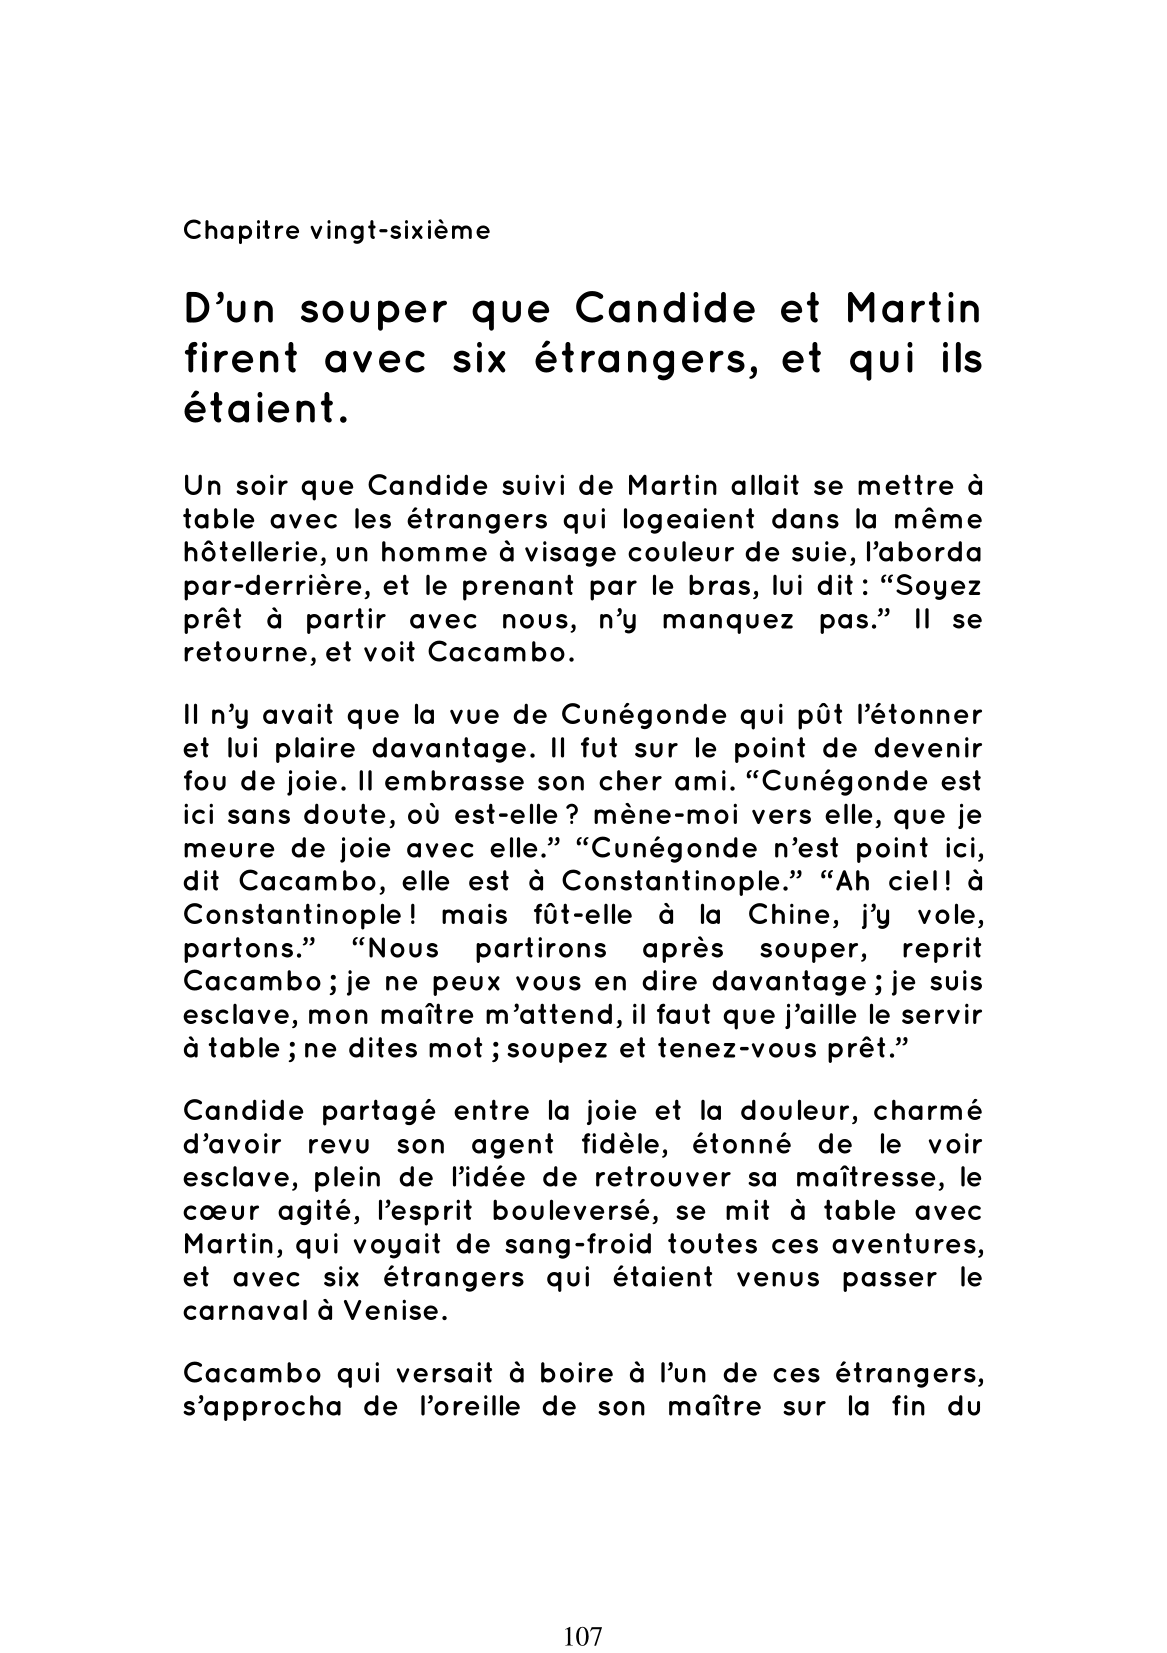 Chapitre vingt-sixième
D’un souper que Candide et Martin
firent avec six étrangers, et qui ils
étaient.
Un soir que Candide suivi de Martin allait se mettre à
table avec les étrangers qui logeaient dans la même
hôtellerie, un homme à visage couleur de suie, l’aborda
par-derrière, et le prenant par le bras, lui dit : “Soyez
prêt à partir avec nous, n’y manquez pas.” Il se
retourne, et voit Cacambo.
Il n’y avait que la vue de Cunégonde qui pût l’étonner
et lui plaire davantage. Il fut sur le point de devenir
fou de joie. Il embrasse son cher ami. “Cunégonde est
ici sans doute, où est-elle ? mène-moi vers elle, que je
meure de joie avec elle.” “Cunégonde n’est point ici,
dit Cacambo, elle est à Constantinople.” “Ah ciel ! à
Constantinople ! mais fût-elle à la Chine, j’y vole,
partons.” “Nous partirons après souper, reprit
Cacambo ; je ne peux vous en dire davantage ; je suis
esclave, mon maître m’attend, il faut que j’aille le servir
à table ; ne dites mot ; soupez et tenez-vous prêt.”
Candide partagé entre la joie et la douleur, charmé
d’avoir revu son agent fidèle, étonné de le voir
esclave, plein de l’idée de retrouver sa maîtresse, le
cœur agité, l’esprit bouleversé, se mit à table avec
Martin, qui voyait de sang-froid toutes ces aventures,
et avec six étrangers qui étaient venus passer le
carnaval à Venise.
Cacambo qui versait à boire à l’un de ces étrangers,
s’approcha de l’oreille de son maître sur la fin du
107